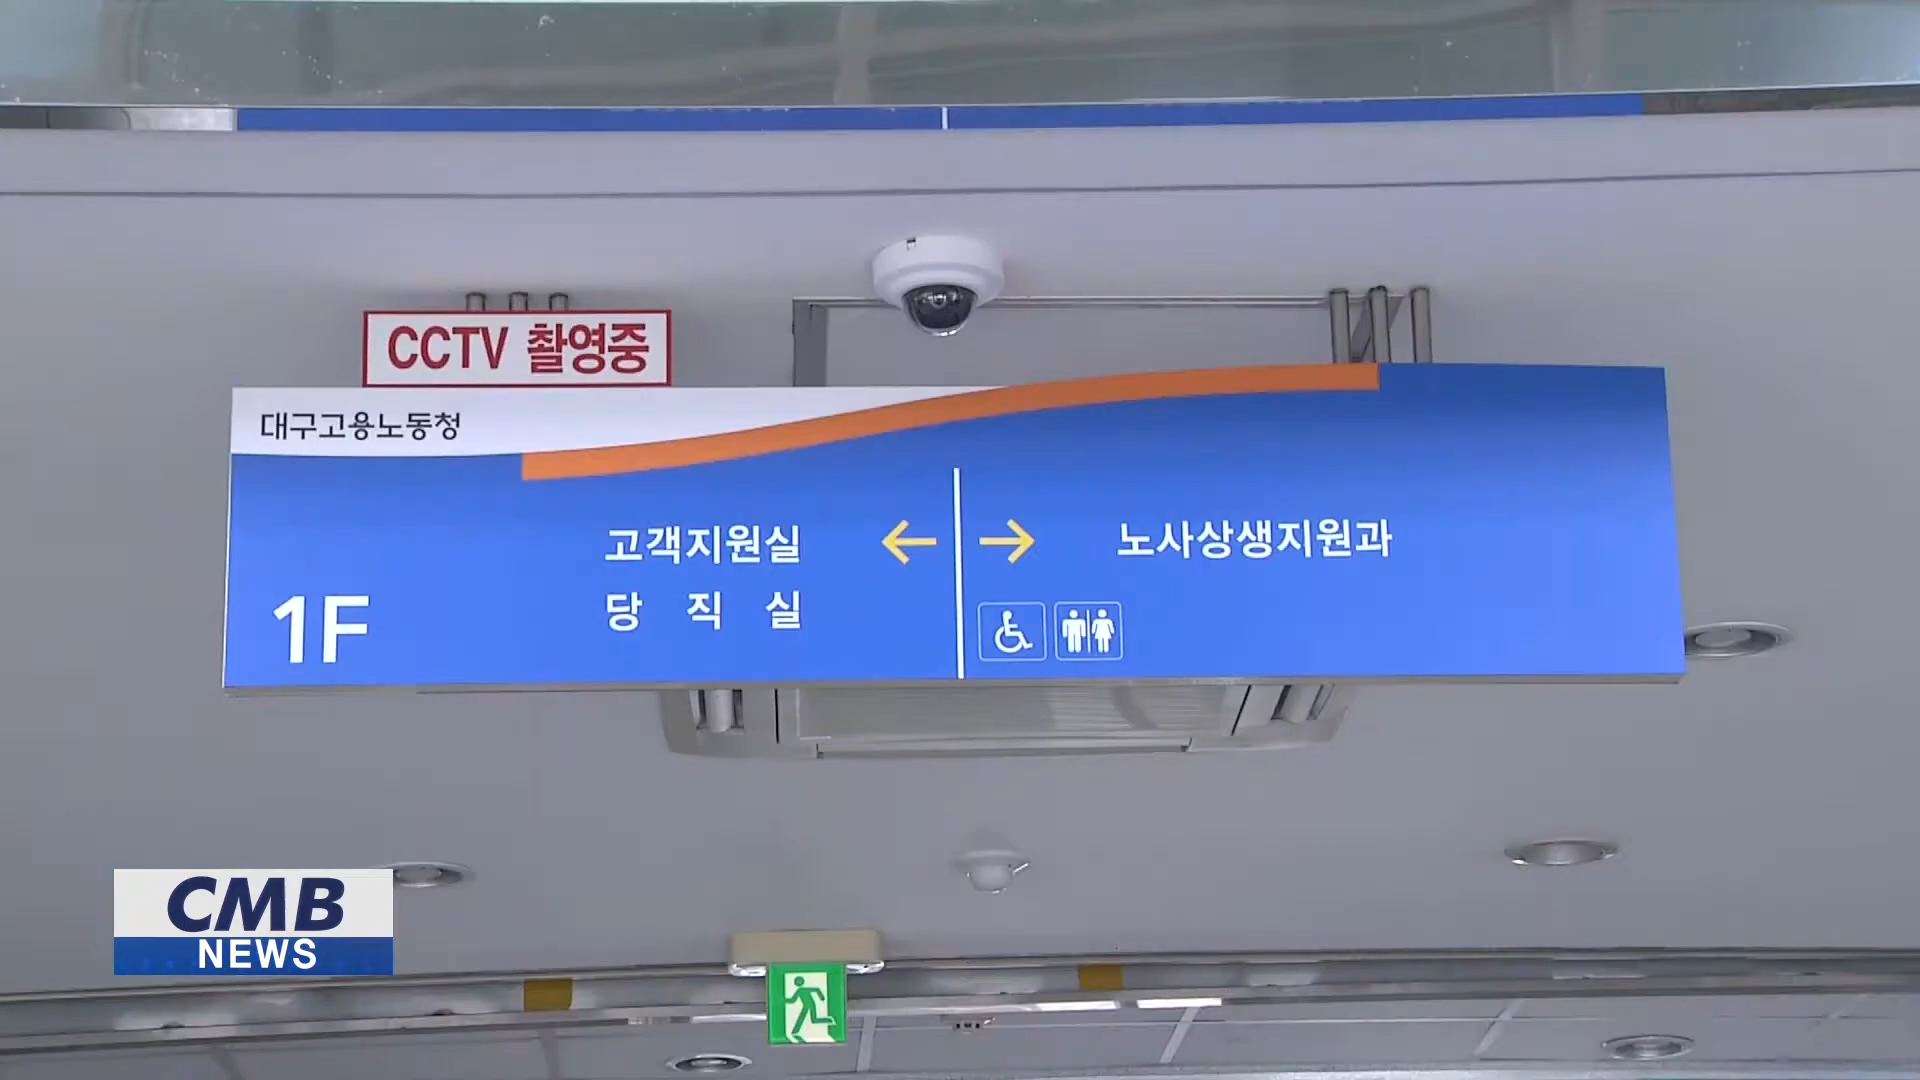 CCTV 촬영중
대구고용노동청
고객지원실 ← → 노사상생지원과
당 직 실
1F
CMB
NEWS